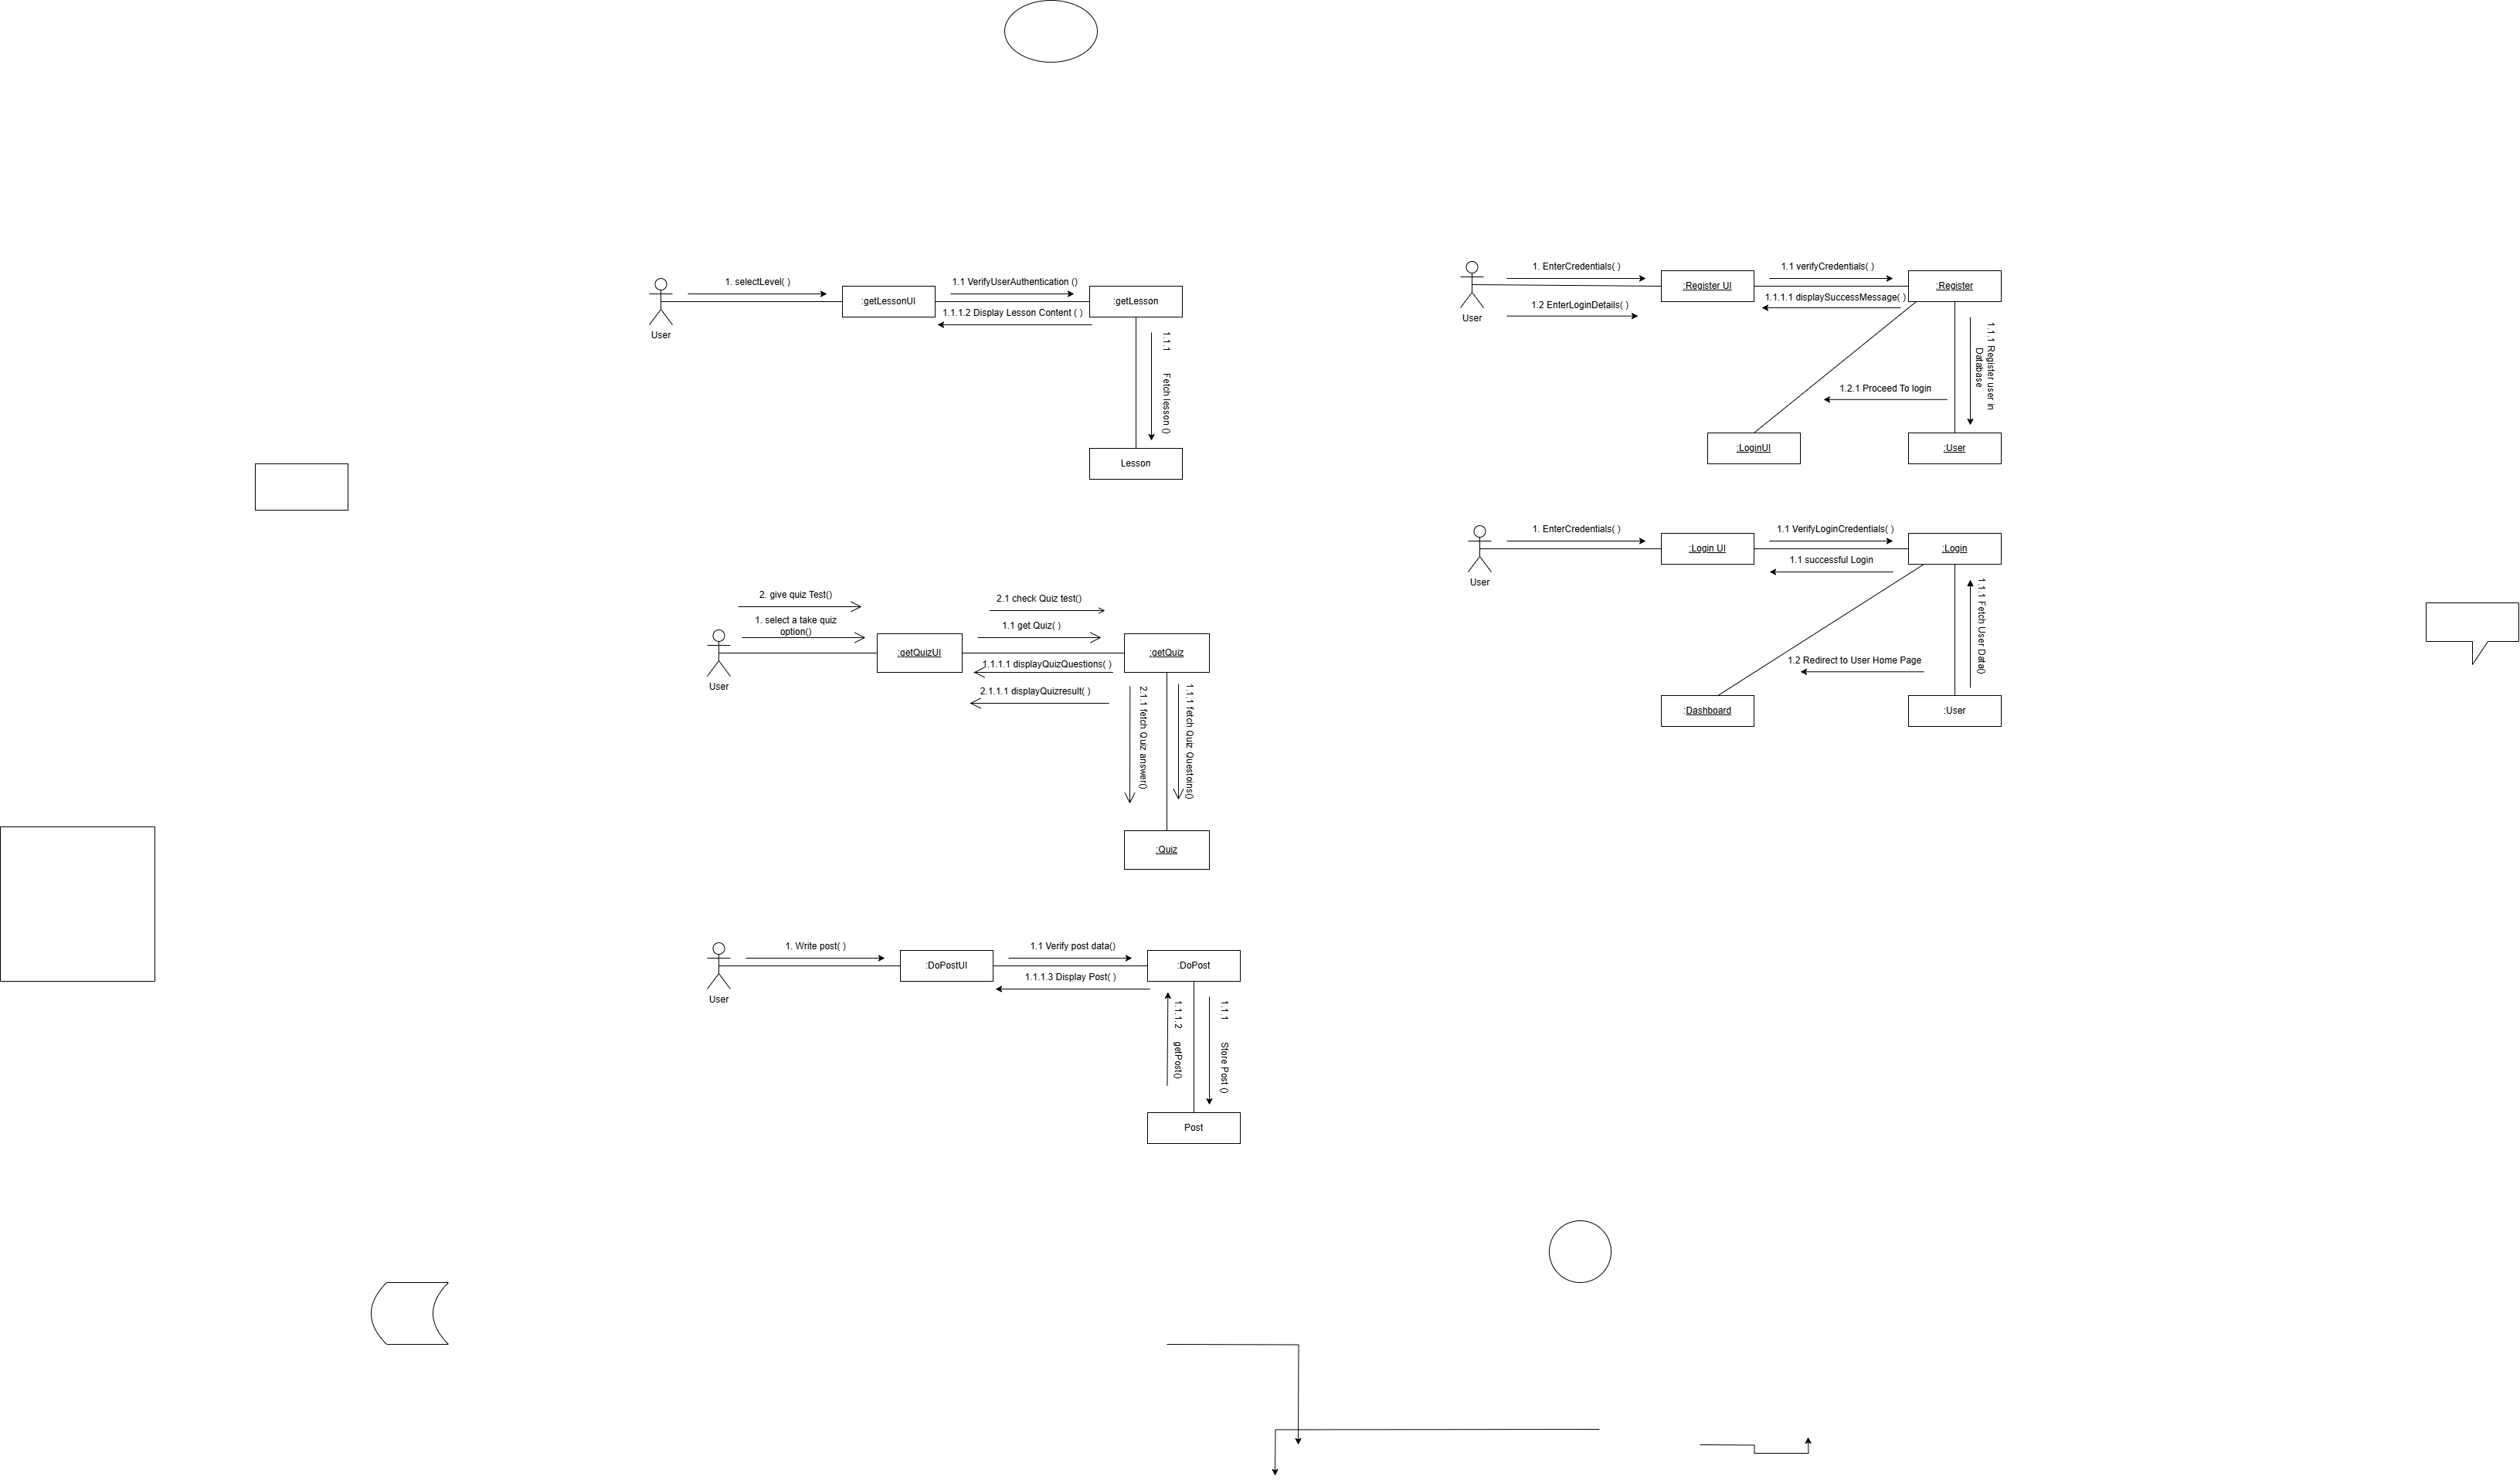 1. selectLevel( )
1.1 VerifyUserAuthentication ()
:getLessonUI
:getLesson
1.1.1.2 Display Lesson Content ( )
User
1.1.1 Fetch lesson ()
Lesson
1. EnterCredentials( )
1.1 verifyCredentials( )
:Register UI
:Register
1.1.1.1 displaySuccessMessage( )
1.2 EnterLoginDetails( )
User
1.1.1 Register user in
Database
1.2.1 Proceed To login
:LoginUI
:User
1. EnterCredentials( )
1.1 VerifyLoginCredentials( )
:Login UI
:Login
1.1 successful Login
User
1.1.1 Fetch User Data()
1.2 Redirect to User Home Page
:Dashboard
:User
2. give quiz Test()
2.1 check Quiz test()
1. select a take quiz
option()
1.1 get Quiz( )
:getQuizUI
:getQuiz
1.1.1.1 displayQuizQuestions( )
User
2.1.1.1 displayQuizresult( )
2.1.1 fetch Quiz answer()
1.1.1 fetch Quiz Questoins()
:Quiz
1. Write post( )
1.1 Verify post data()
:DoPostUI
:DoPost
1.1.1.3 Display Post( )
User
1.1.1.2 getPost()
1.1.1 Store Post ()
Post